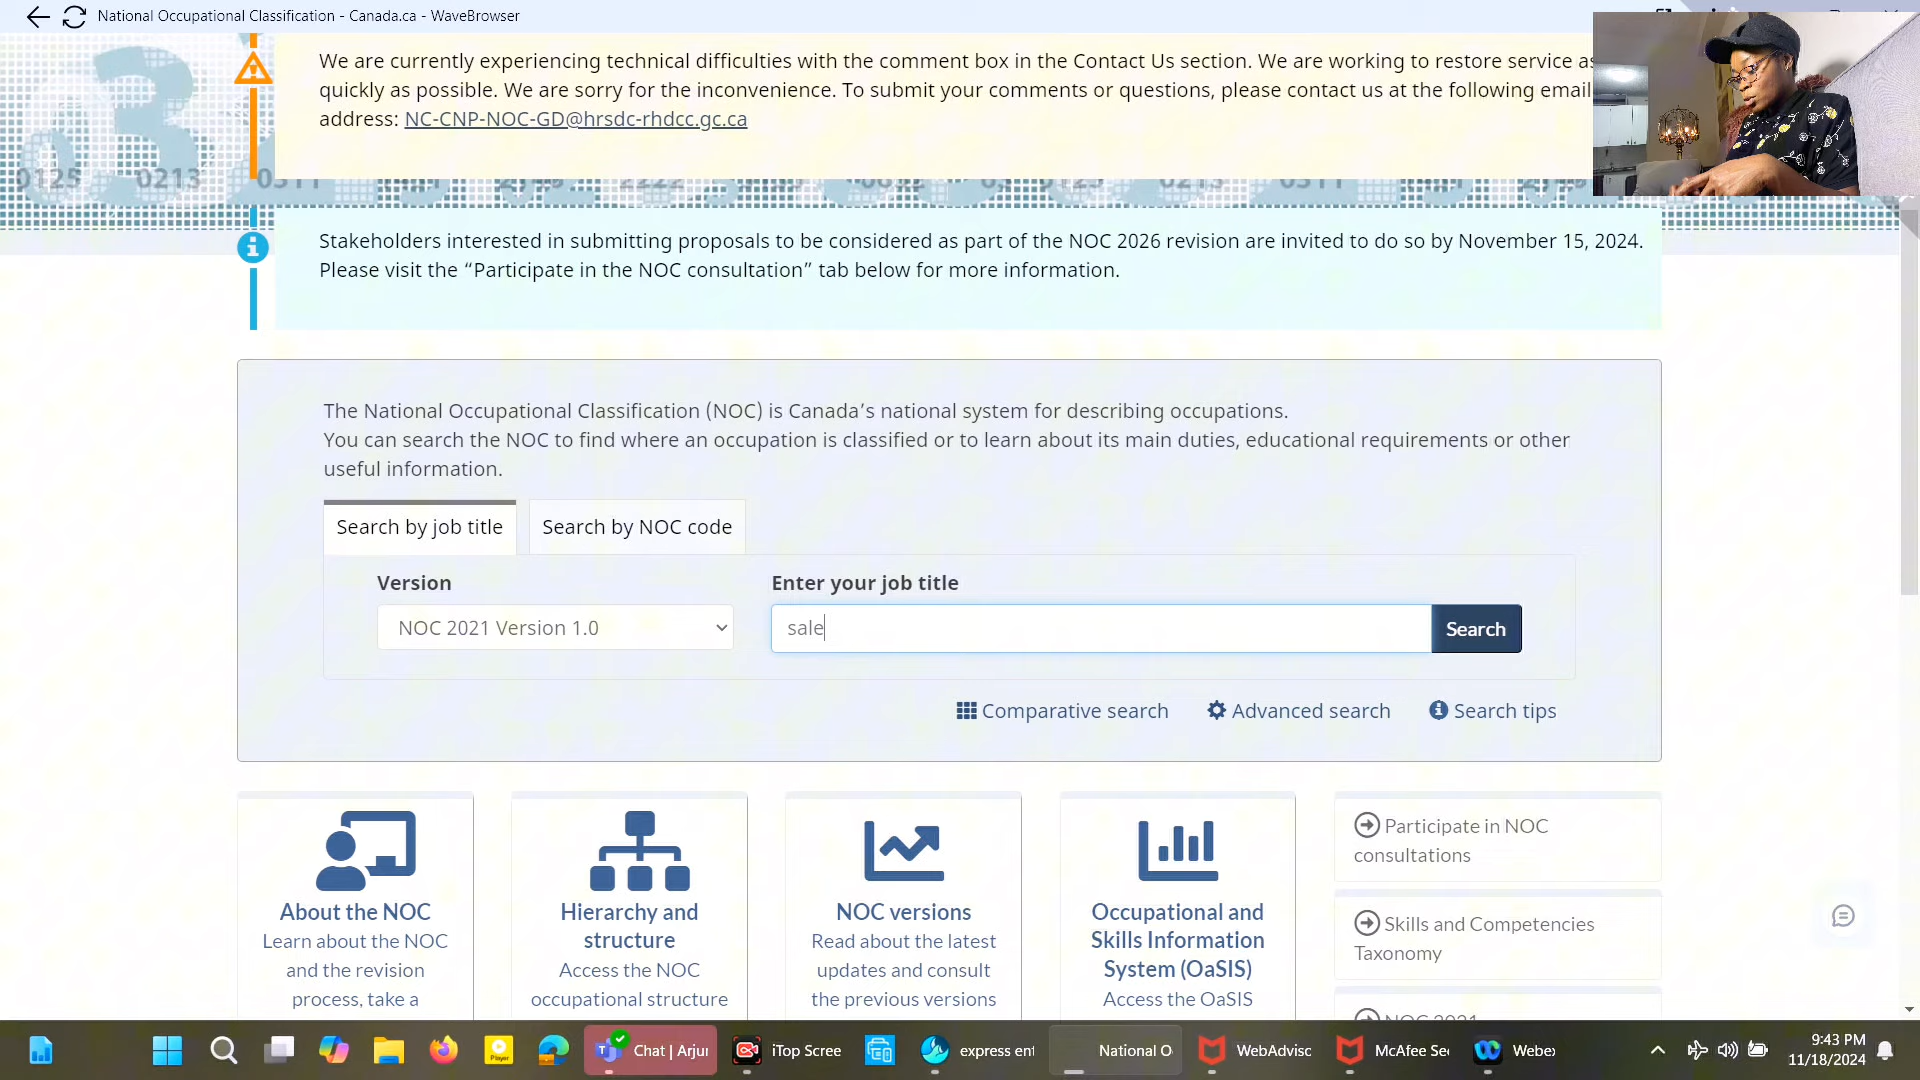 National Occupational Classification - Canada.ca - WaveBrowser
We are currently experiencing technical difficulties with the comment box in the Contact Us section. We are working to restore service as
quickly as possible. We are sorry for the inconvenience. To submit your comments or questions, please contact us at the following email
address: NC-CNP-NOC-GD@hrsdc-rhdcc.gc.ca
0125 0213
Stakeholders interested in submitting proposals to be considered as part of the NOC 2026 revision are invited to do so by November 15, 2024.
Please visit the “Participate in the NOC consultation” tab below for more information.
The National Occupational Classification (NOC) is Canada’s national system for describing occupations.
You can search the NOC to find where an occupation is classified or to learn about its main duties, educational requirements or other
useful information.
Search by job title Search by NOC code
Version Enter your job title
NOC 2021 Version 1.0 sale Search
Comparative search Advanced search Search tips
About the NOC
Learn about the NOC
and the revision
process, take a
Hierarchy and
structure
Access the NOC
occupational structure
NOC versions
Read about the latest
updates and consult
the previous versions
Occupational and
Skills Information
System (OaSIS)
Access the OaSIS
Participate in NOC
consultations
Skills and Competencies
Taxonomy
NOC 2021
Player Chat | Arjur iTop Scree express ent National O WebAdvisc McAfee Se Webex 9:43 PM
11/18/2024